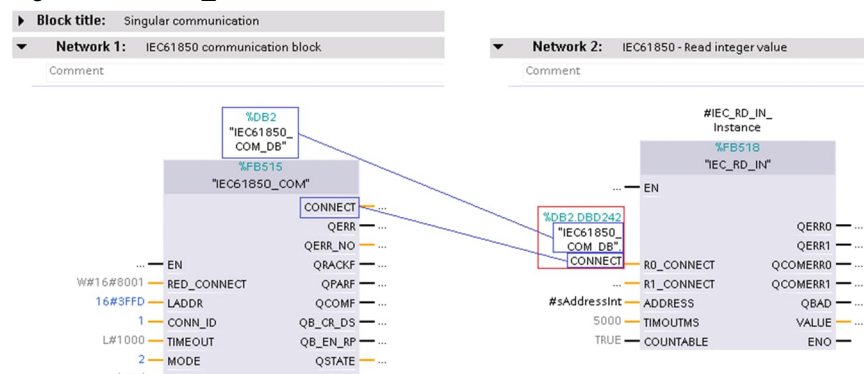 Block title: Singular communication
Network 1: IEC61850 communication block
Comment
%DB2
"IEC61850_
COM_DB"
%FB515
"IEC61850_COM"
CONNECT ...
QERR ...
QERR_NO ...
... EN QRACKF ...
W#16#8001 RED_CONNECT QPARF ...
16#3FFD LADDR QCOMF ...
1 CONN_ID QB_CR_DS ...
L#1000 TIMEOUT QB_EN_RP ...
2 MODE QSTATE ...
Network 2: IEC61850 - Read integer value
Comment
#IEC_RD_IN_
Instance
%FB518
"IEC_RD_IN"
... EN
%DB2.DBD242
"IEC61850_ QERR0 ...
COM_DB". QERR1 ...
CONNECT R0_CONNECT QCOMERR0 ...
... R1_CONNECT QCOMERR1 ...
#sAddressInt ADDRESS QBAD ...
5000 TIMOUTMS VALUE ...
TRUE COUNTABLE ENO